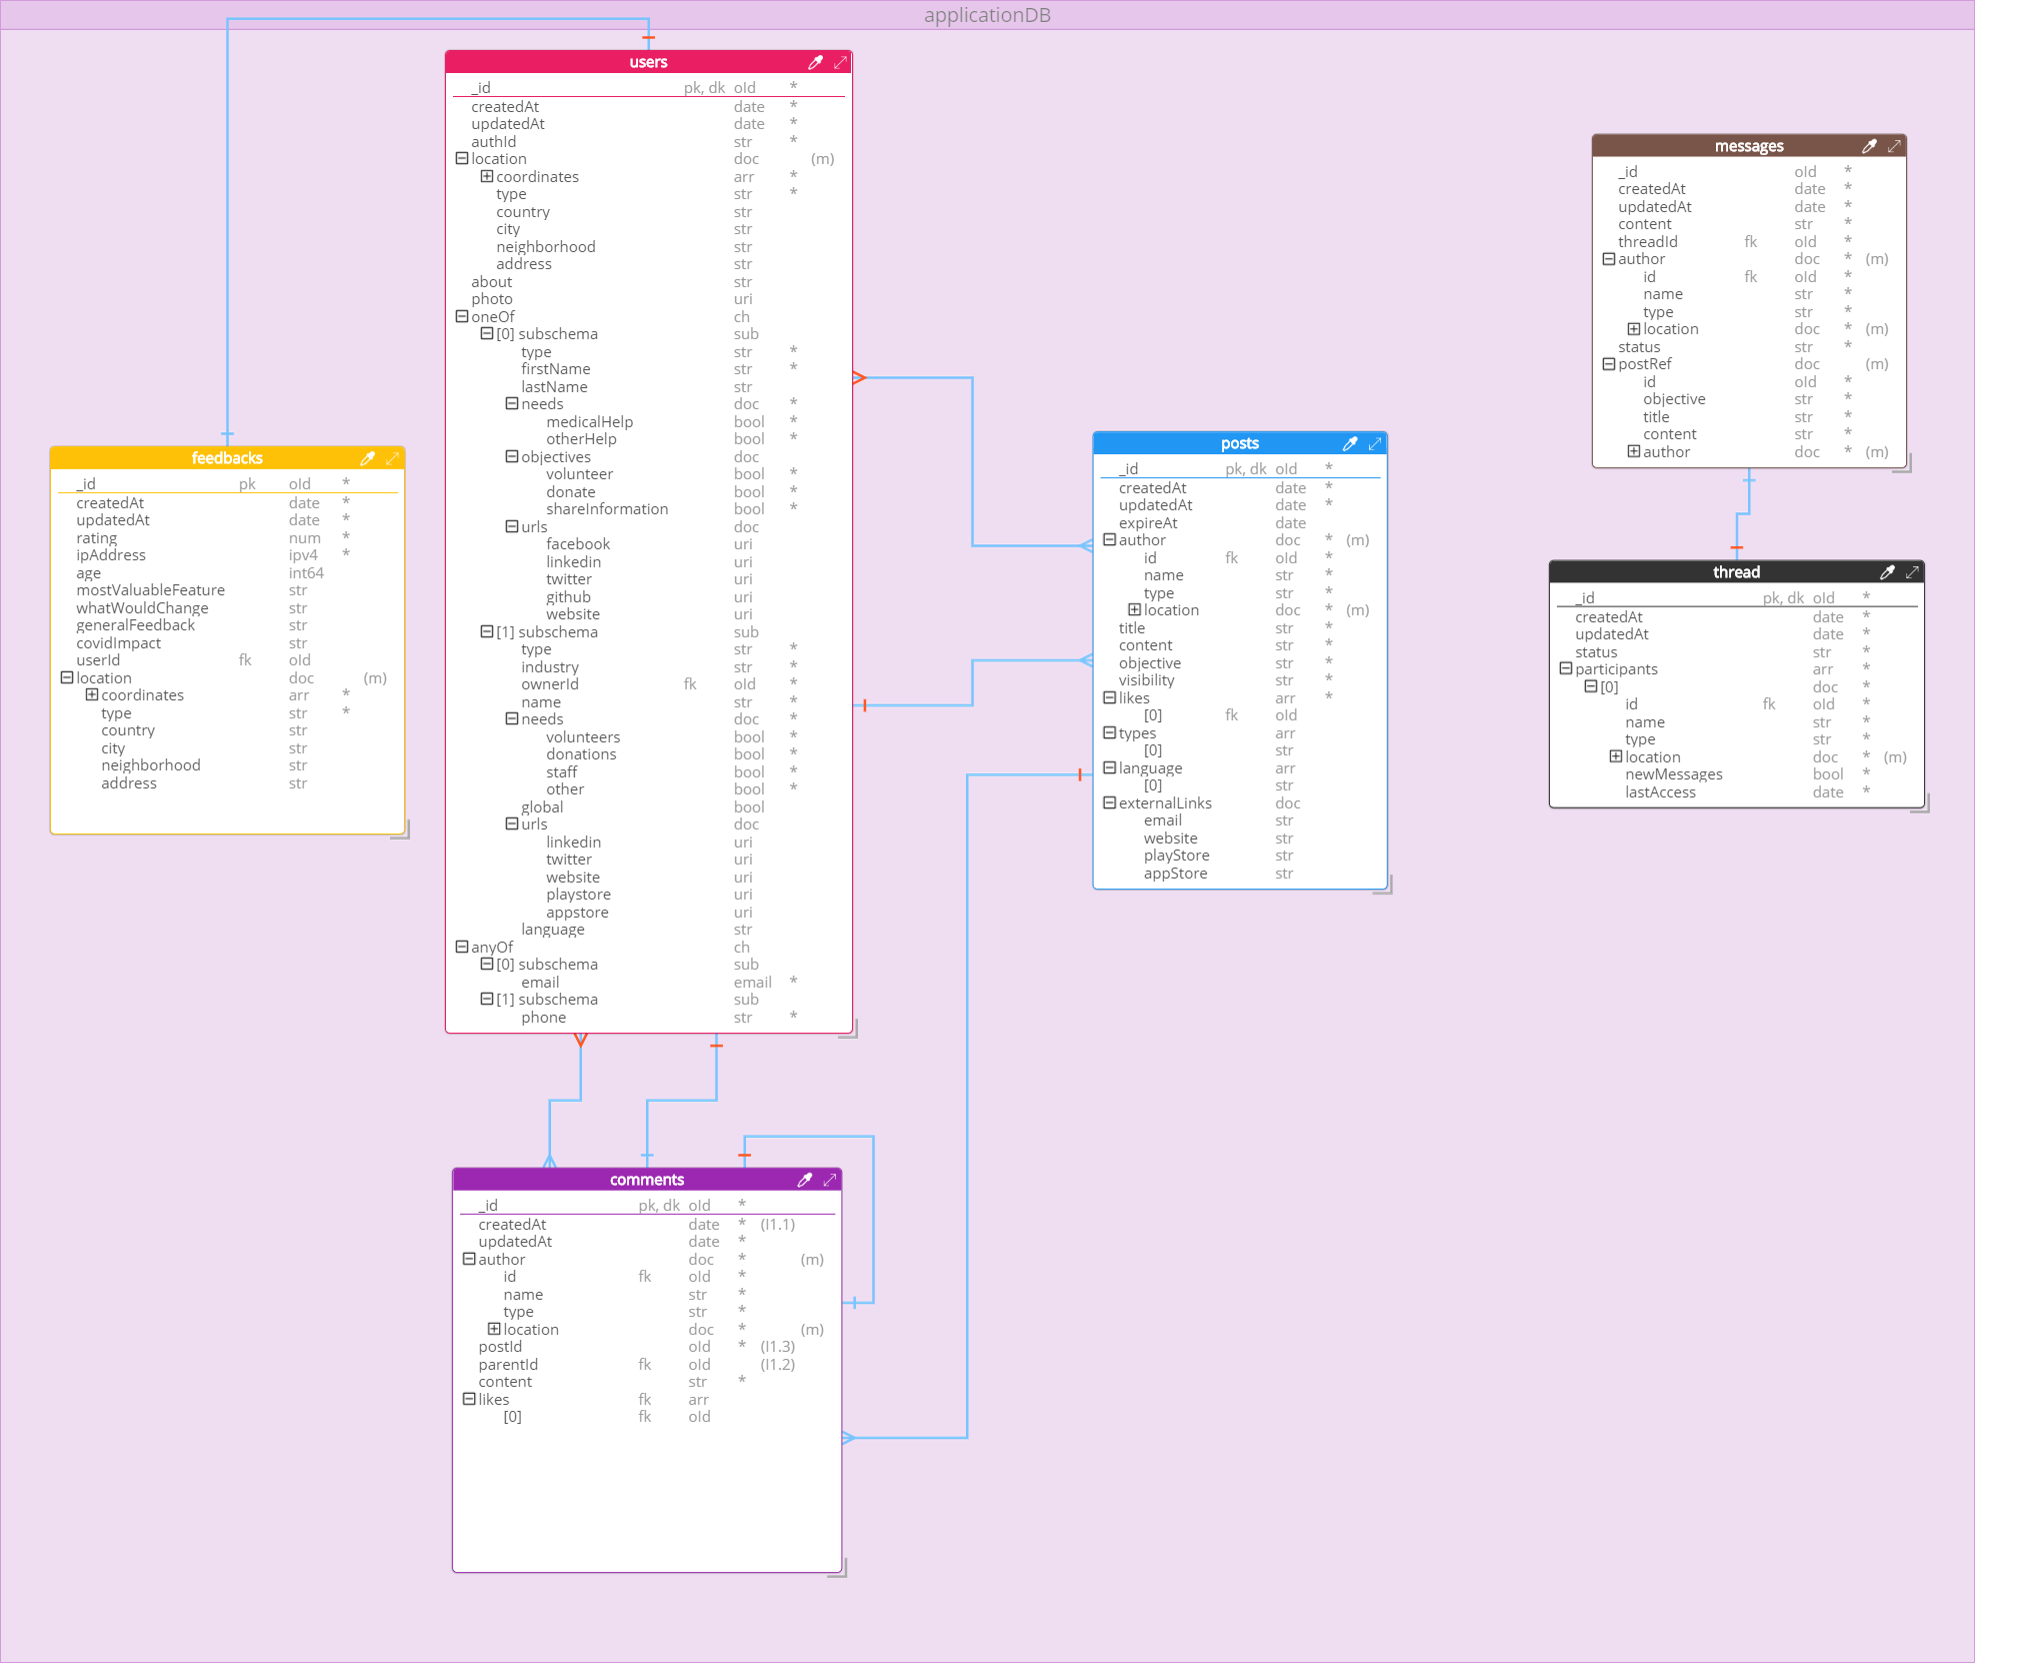 applicationDB
users
_id pk, dk oId *
createdAt date *
updatedAt date *
authId str *
location doc (m)
coordinates arr *
type str *
country str
city str
neighborhood str
address str
about str
photo uri
oneOf ch
[0] subschema sub
type str *
firstName str *
lastName str
needs doc *
medicalHelp bool *
otherHelp bool *
objectives doc
volunteer bool *
donate bool *
shareInformation bool *
urls doc
facebook uri
linkedin uri
twitter uri
github uri
website uri
[1] subschema sub
type str *
industry str *
ownerId fk oId *
name str *
needs doc *
volunteers bool *
donations bool *
staff bool *
other bool *
global bool
urls doc
linkedin uri
twitter uri
website uri
playstore uri
appstore uri
language str
anyOf ch
[0] subschema sub
email email *
[1] subschema sub
phone str *
messages
_id oId *
createdAt date *
updatedAt date *
content str *
threadId fk oId *
author doc * (m)
id fk oId *
name str *
type str *
location doc * (m)
status str *
postRef doc (m)
id oId *
objective str *
title str *
content str *
author doc * (m)
feedbacks
_id pk oId *
createdAt date *
updatedAt date *
rating num *
ipAddress ipv4 *
age int64
mostValuableFeature str
whatWouldChange str
generalFeedback str
covidImpact str
userId fk oId
location doc (m)
coordinates arr *
type str *
country str
city str
neighborhood str
address str
posts
_id pk, dk oId *
createdAt date *
updatedAt date *
expireAt date
author doc * (m)
id fk oId *
name str *
type str *
location doc * (m)
title str *
content str *
objective str *
visibility str *
likes arr *
[0] fk oId
types arr
[0] str
language arr
[0] str
externalLinks doc
email str
website str
playStore str
appStore str
thread
_id pk, dk oId *
createdAt date *
updatedAt date *
status str *
participants arr *
[0] doc *
id fk oId *
name str *
type str *
location doc * (m)
newMessages bool *
lastAccess date *
comments
_id pk, dk oId *
createdAt date * (I1.1)
updatedAt date *
author doc * (m)
id fk oId *
name str *
type str *
location doc * (m)
postId oId * (I1.3)
parentId fk oId (I1.2)
content str *
likes fk arr
[0] fk oId